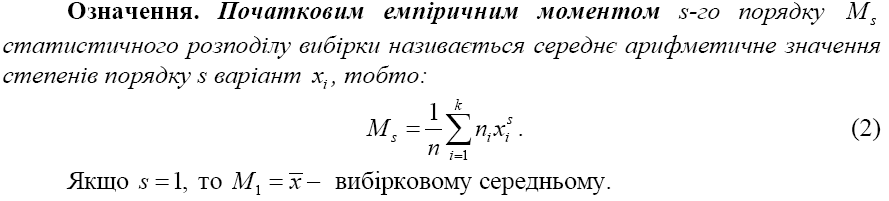 Означення. Початковим емпіричним моментом s-го порядку M_s
статистичного розподілу вибірки називається середнє арифметичне значення
степенів порядку s варіант x_i, тобто:
M_s = \frac{1}{n} \sum_{i=1}^{k} n_i x_i^s . (2)
Якщо s = 1, то M_1 = \overline{x} – вибірковому середньому.